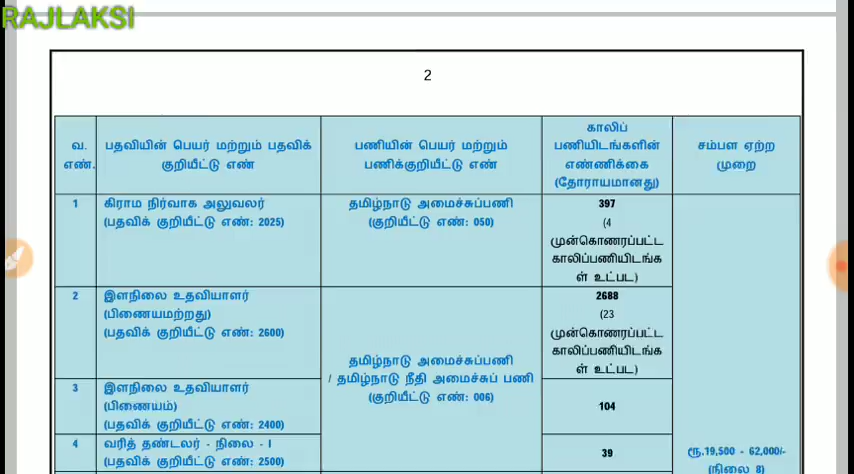 RAJLAKSI
2
வ. எண்.
பதவியின் பெயர் மற்றும் பதவிக்
குறியீட்டு எண்
பணியின் பெயர் மற்றும்
பணிக்குறியீட்டு எண்
காலிப்
பணியிடங்களின்
எண்ணிக்கை
(தோராயமானது)
சம்பள ஏற்ற
முறை
1
கிராம நிர்வாக அலுவலர்
(பதவிக் குறியீட்டு எண்: 2025)
தமிழ்நாடு அமைச்சுப்பணி
(குறியீட்டு எண்: 050)
397
(4
முன்கொணரப்பட்ட
காலிப்பணியிடங்க
ள் உட்பட)
2
இளநிலை உதவியாளர்
(பிணையமற்றது)
(பதவிக் குறியீட்டு எண்: 2600)
தமிழ்நாடு அமைச்சுப்பணி
/ தமிழ்நாடு நீதி அமைச்சுப் பணி
(குறியீட்டு எண்: 006)
2688
(23
முன்கொணரப்பட்ட
காலிப்பணியிடங்க
ள் உட்பட)
3
இளநிலை உதவியாளர்
(பிணையம்)
(பதவிக் குறியீட்டு எண்: 2400)
104
4
வரித் தண்டலர் - நிலை - I
(பதவிக் குறியீட்டு எண்: 2500)
39
ரூ.19,500 - 62,000/-
(நிலை 8)